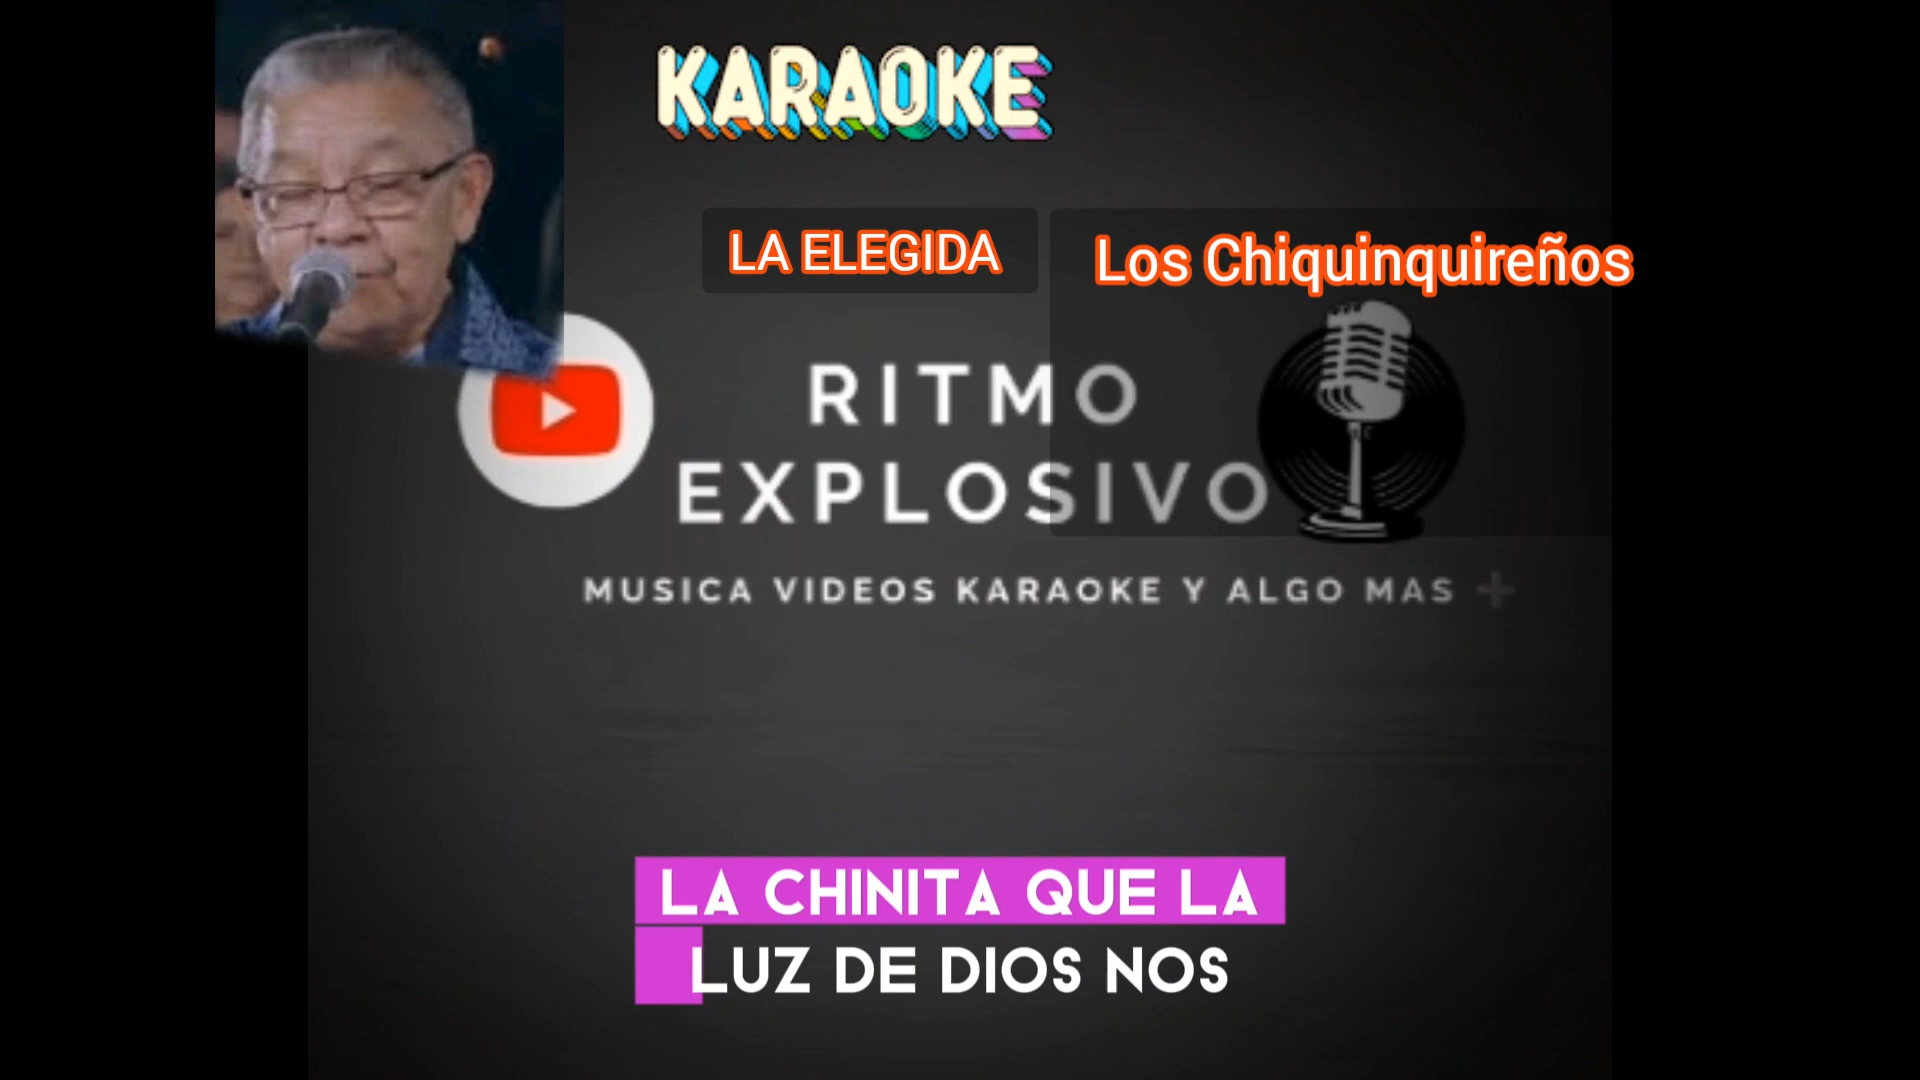 KARAOKE
LA ELEGIDA
Los Chiquinquireños
RITMO
EXPLOSIVO
MUSICA VIDEOS KARAOKE Y ALGO MAS +
LA CHINITA QUE LA
LUZ DE DIOS NOS